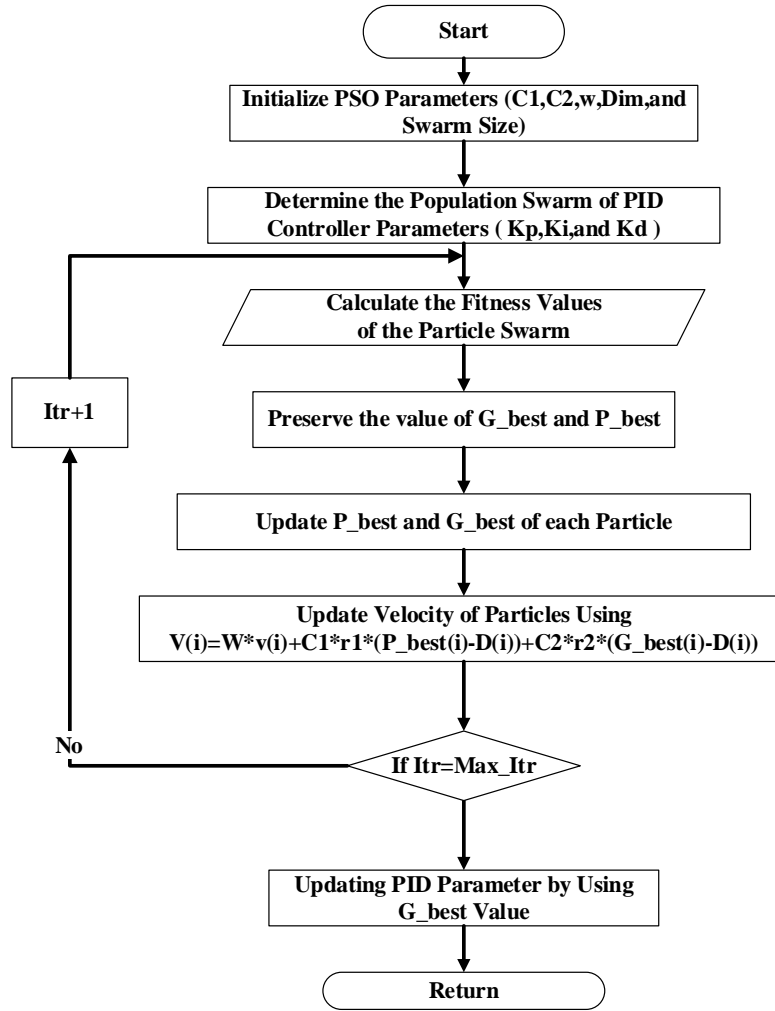 Start
Initialize PSO Parameters (C1,C2,w,Dim,and
Swarm Size)
Determine the Population Swarm of PID
Controller Parameters ( Kp,Ki,and Kd )
Calculate the Fitness Values
of the Particle Swarm
Itr+1
Preserve the value of G_best and P_best
Update P_best and G_best of each Particle
Update Velocity of Particles Using
V(i)=W*v(i)+C1*r1*(P_best(i)-D(i))+C2*r2*(G_best(i)-D(i))
No
If Itr=Max_Itr
Updating PID Parameter by Using
G_best Value
Return